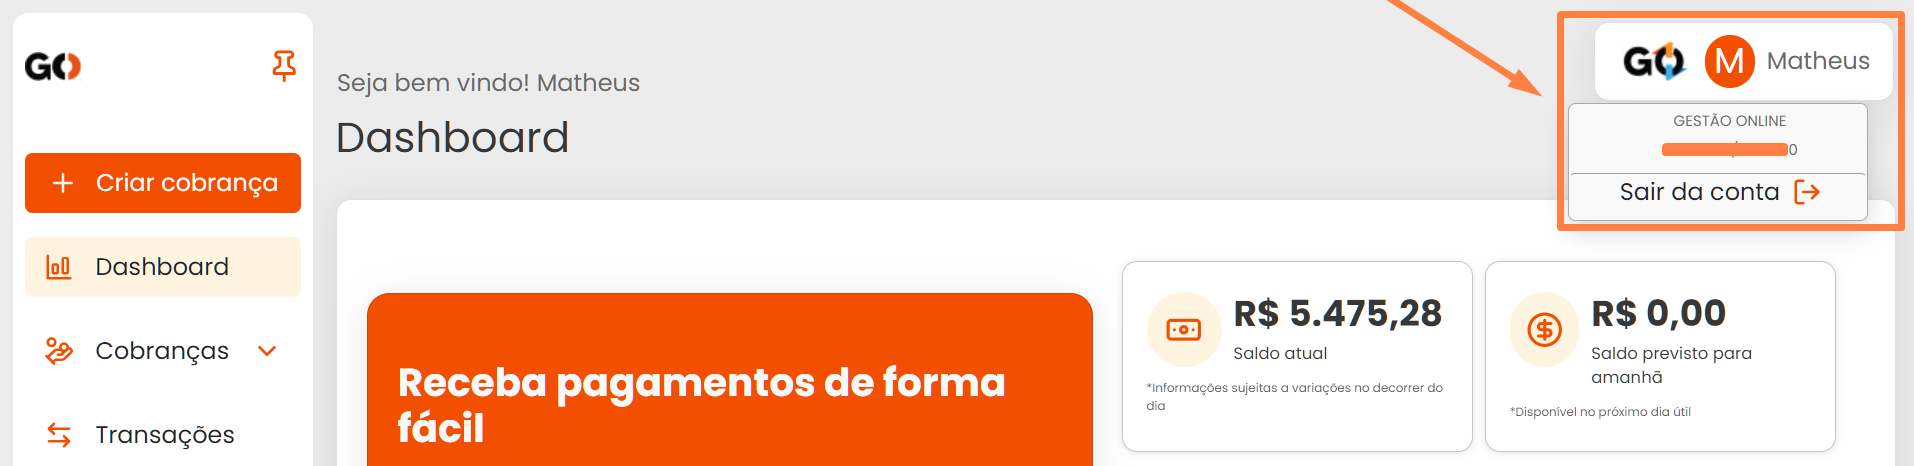 GO
Criar cobrança
Dashboard
Cobranças
Transações
Seja bem vindo! Matheus
Dashboard
GO M Matheus
GESTÃO ONLINE
0
Sair da conta
Receba pagamentos de forma
fácil
R$ 5.475,28
Saldo atual
*Informações sujeitas a variações no decorrer do
dia
R$ 0,00
Saldo previsto para
amanhã
*Disponível no próximo dia útil